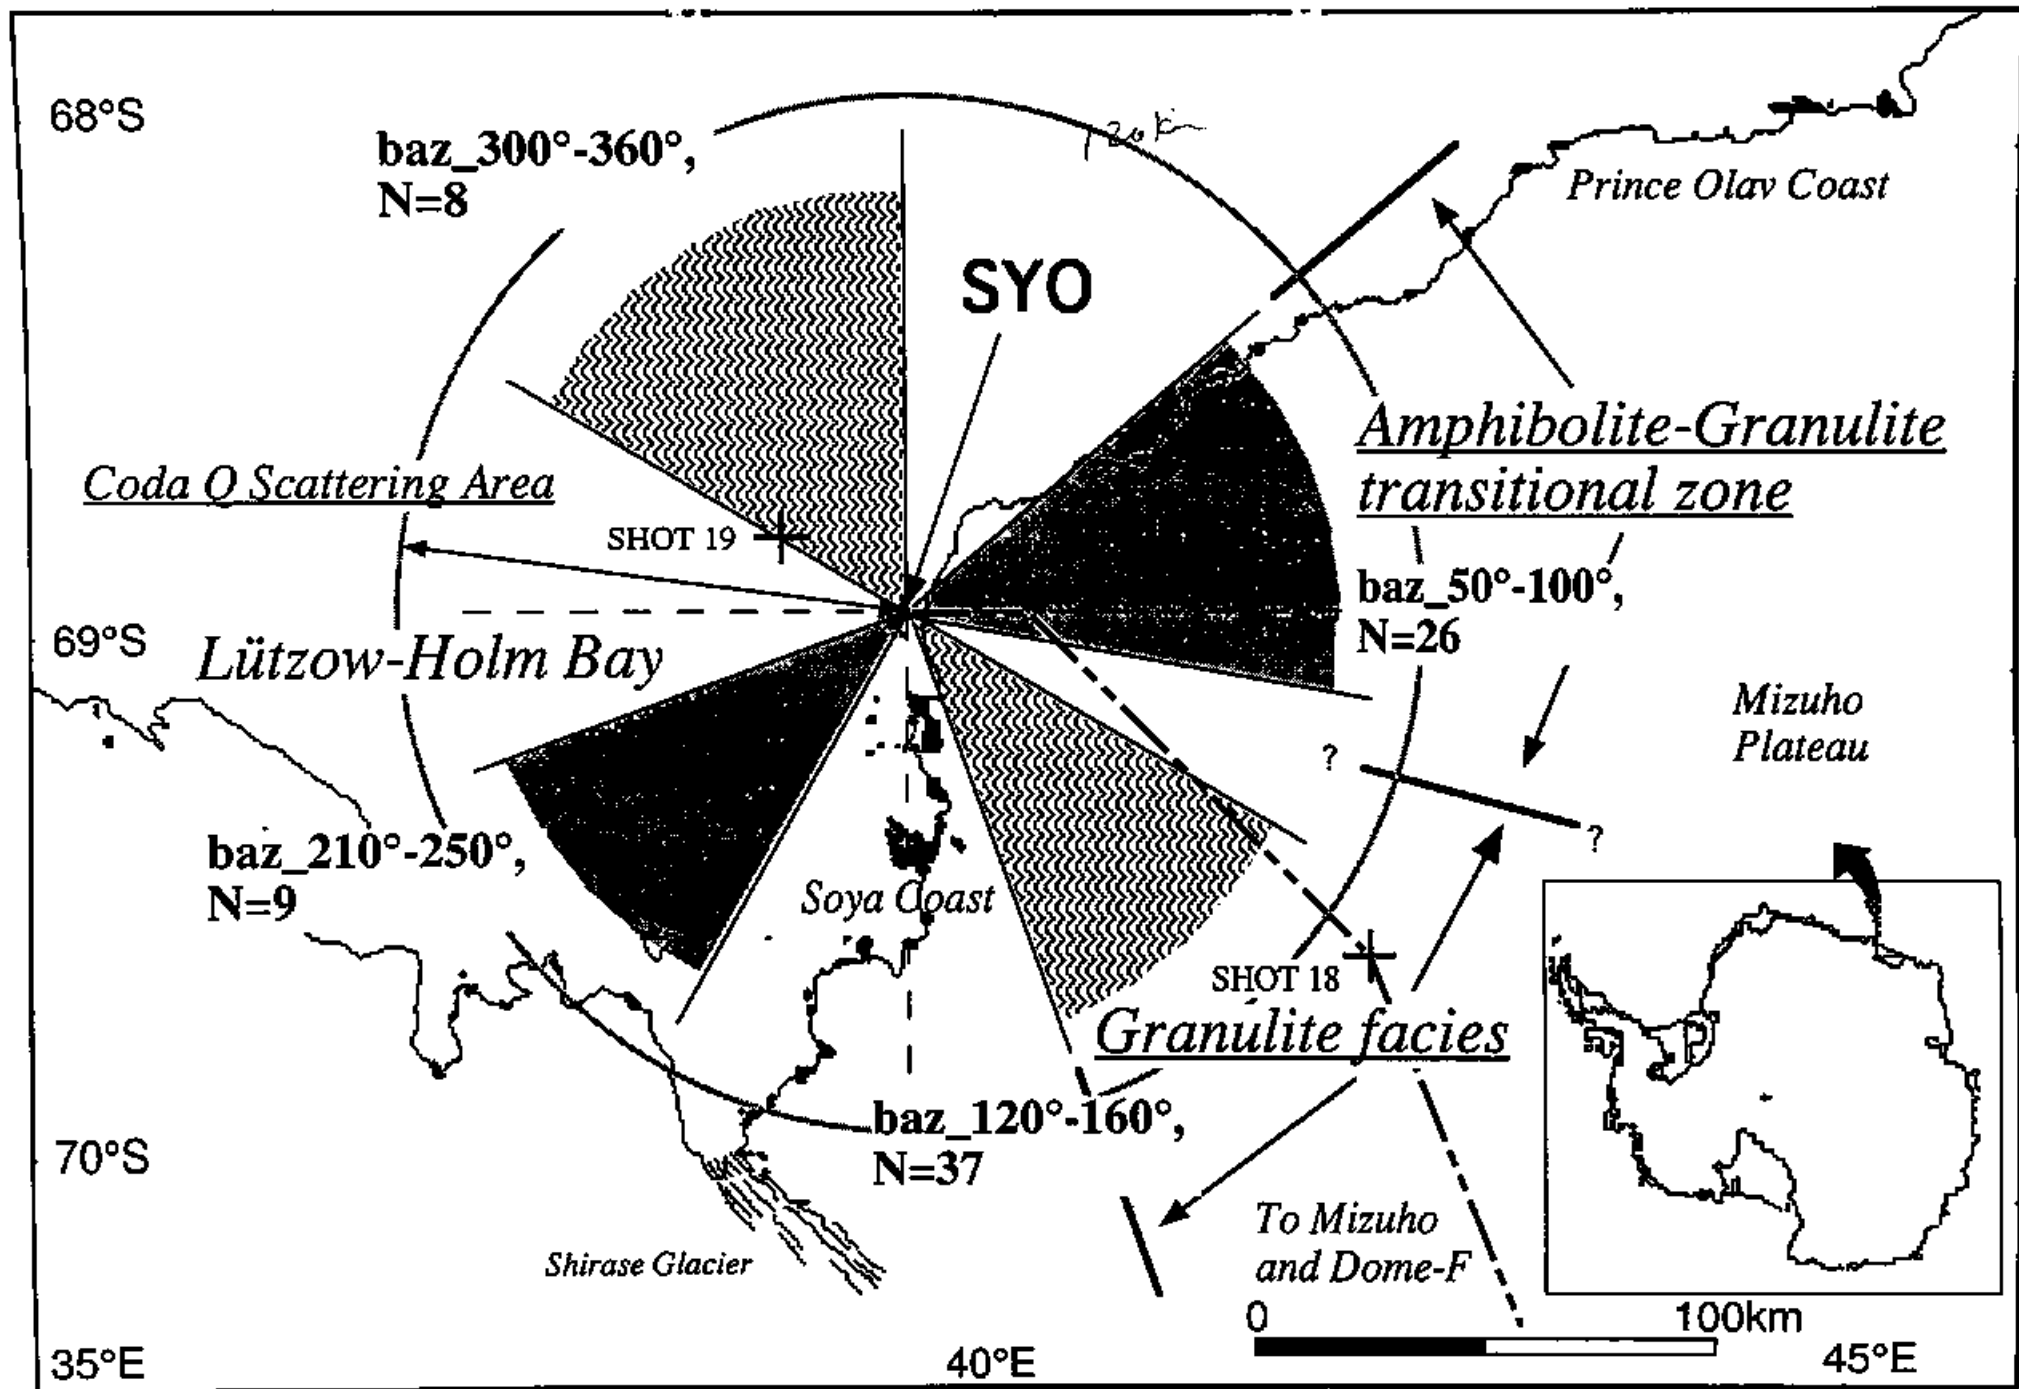 68°S
baz_300°-360°,
N=8
120 km
Prince Olav Coast
SYO
Amphibolite-Granulite
transitional zone
Coda Q Scattering Area
SHOT 19
baz_50°-100°,
N=26
69°S
Lützow-Holm Bay
Mizuho
Plateau
?
?
baz_210°-250°,
N=9
Soya Coast
SHOT 18
Granulite facies
baz_120°-160°,
N=37
70°S
Shirase Glacier
To Mizuho
and Dome-F
0 100km
35°E 40°E 45°E